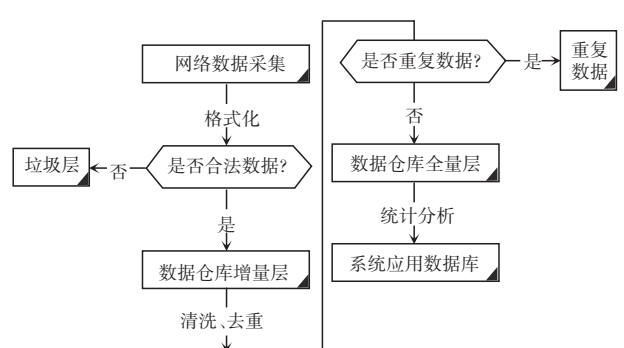 网络数据采集
格式化
是否合法数据?
否
垃圾层
是
数据仓库增量层
清洗、去重
是否重复数据?
是
重复
数据
否
数据仓库全量层
统计分析
系统应用数据库